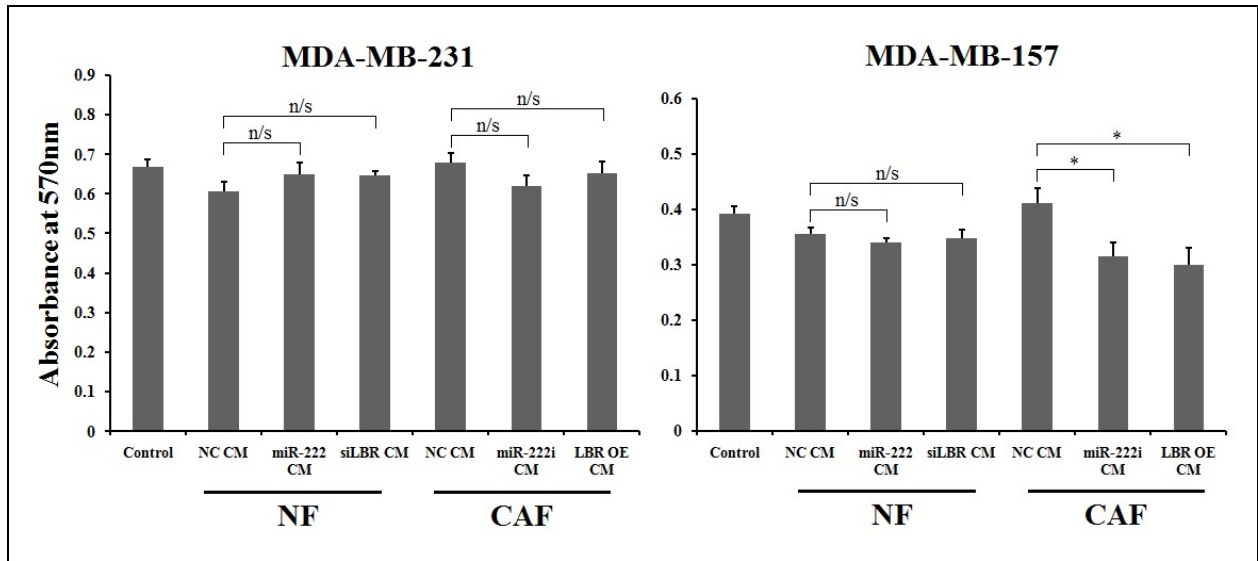 MDA-MB-231
Absorbance at 570nm
0.9
0.8
0.7
0.6
0.5
0.4
0.3
0.2
0.1
0
n/s
n/s
n/s
n/s
Control
NC CM
miR-222
CM
siLBR CM
NC CM
miR-222i
CM
LBR OE
CM
NF
CAF
MDA-MB-157
0.6
0.5
0.4
0.3
0.2
0.1
0
n/s
n/s
*
*
Control
NC CM
miR-222
CM
siLBR CM
NC CM
miR-222i
CM
LBR OE
CM
NF
CAF